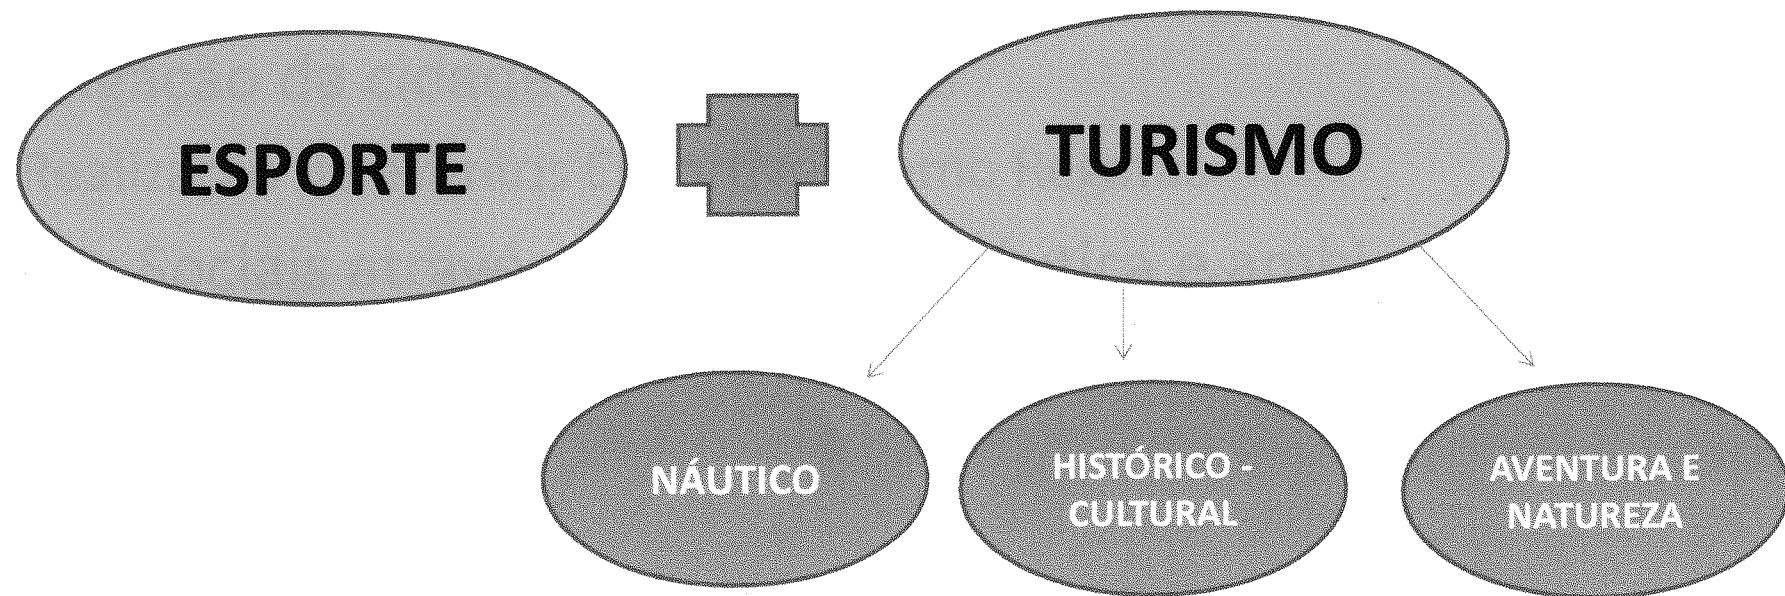 ESPORTE
TURISMO
NÁUTICO
HISTÓRICO -
CULTURAL
AVENTURA E
NATUREZA